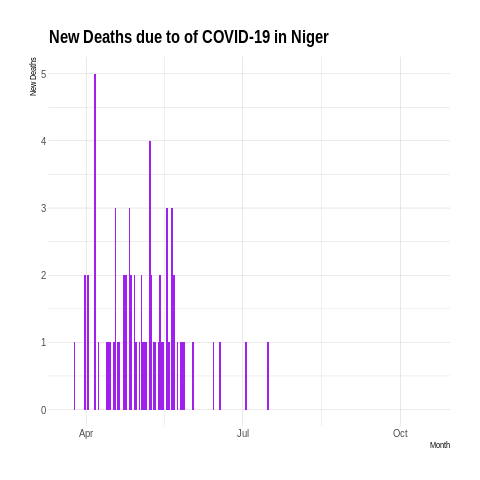 New Deaths due to of COVID-19 in Niger
New Deaths
5
4
3
2
1
0
Apr
Jul
Oct
Month